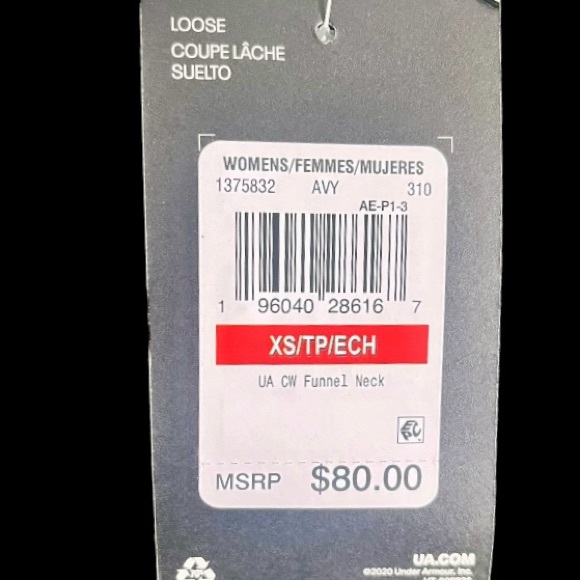 LOOSE
COUPE LÂCHE
SUELTO
WOMENS/FEMMES/MUJERES
1375832 AVY 310
AE-P1-3
1 96040 28616 7
XS/TP/ECH
UA CW Funnel Neck
EPC
MSRP $80.00
UA.COM
©2020 Under Armour, Inc.